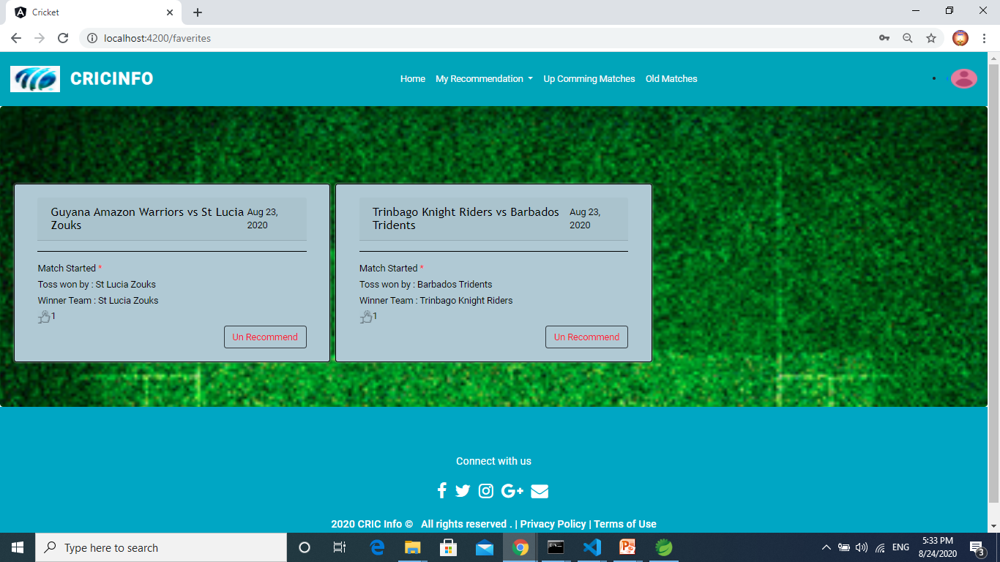 Cricket
localhost:4200/faverites
CRICINFO
Home My Recommendation Up Comming Matches Old Matches
Guyana Amazon Warriors vs St Lucia
Zouks
Aug 23,
2020
Match Started *
Toss won by : St Lucia Zouks
Winner Team : St Lucia Zouks
1
Un Recommend
Trinbago Knight Riders vs Barbados
Tridents
Aug 23,
2020
Match Started *
Toss won by : Barbados Tridents
Winner Team : Trinbago Knight Riders
1
Un Recommend
Connect with us
2020 CRIC Info © All rights reserved . | Privacy Policy | Terms of Use
Type here to search
ENG
5:33 PM
8/24/2020
3